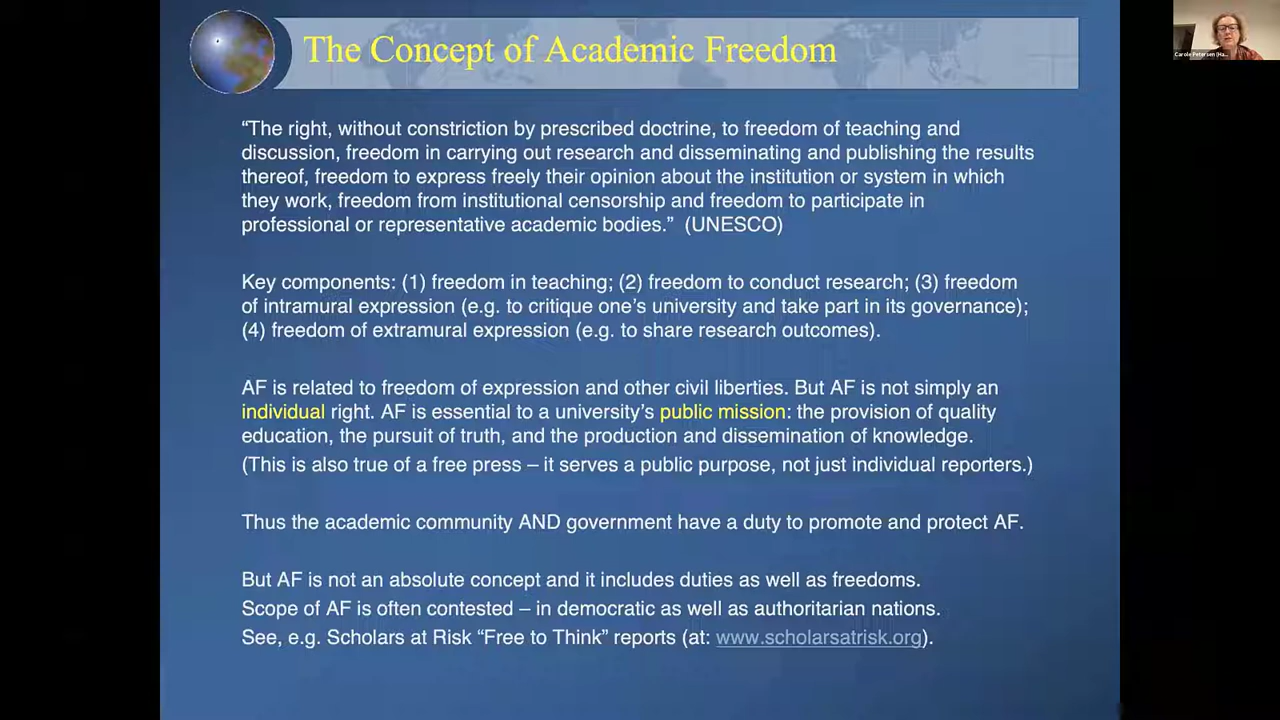 The Concept of Academic Freedom
Carole Petersen (Ha...
“The right, without constriction by prescribed doctrine, to freedom of teaching and
discussion, freedom in carrying out research and disseminating and publishing the results
thereof, freedom to express freely their opinion about the institution or system in which
they work, freedom from institutional censorship and freedom to participate in
professional or representative academic bodies.” (UNESCO)
Key components: (1) freedom in teaching; (2) freedom to conduct research; (3) freedom
of intramural expression (e.g. to critique one’s university and take part in its governance);
(4) freedom of extramural expression (e.g. to share research outcomes).
AF is related to freedom of expression and other civil liberties. But AF is not simply an
individual right. AF is essential to a university’s public mission: the provision of quality
education, the pursuit of truth, and the production and dissemination of knowledge.
(This is also true of a free press – it serves a public purpose, not just individual reporters.)
Thus the academic community AND government have a duty to promote and protect AF.
But AF is not an absolute concept and it includes duties as well as freedoms.
Scope of AF is often contested – in democratic as well as authoritarian nations.
See, e.g. Scholars at Risk “Free to Think” reports (at: www.scholarsatrisk.org).